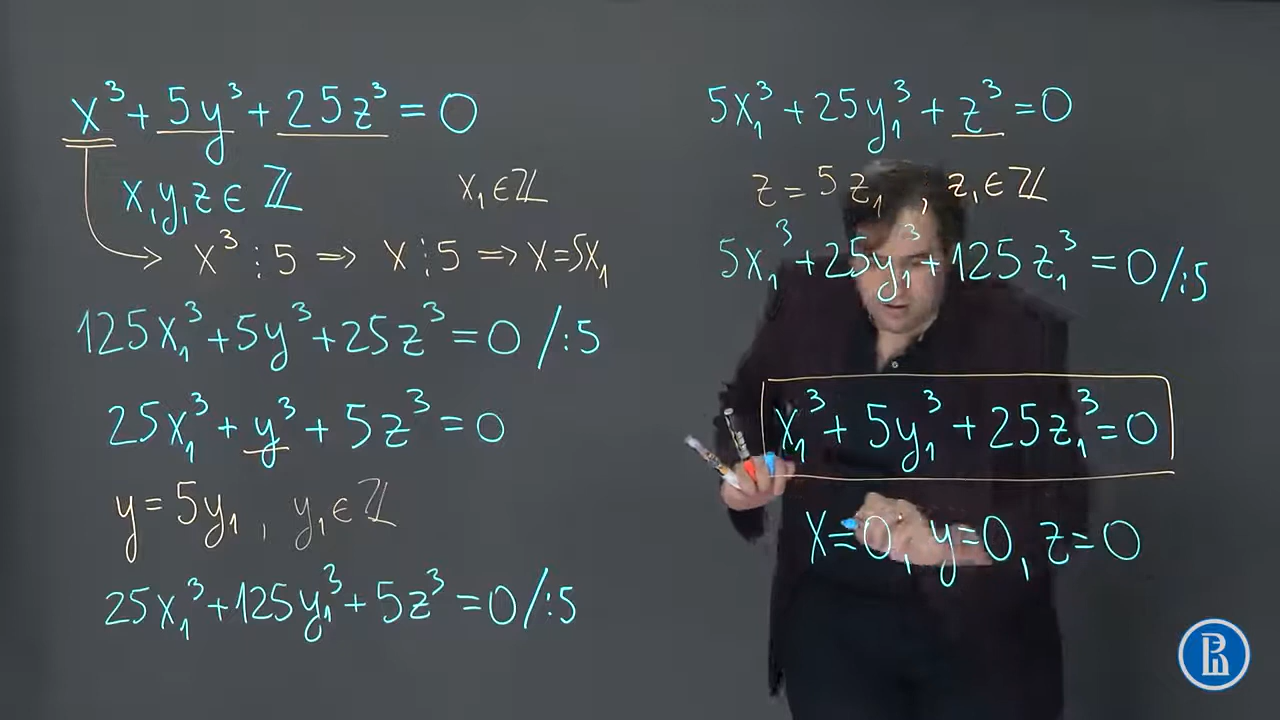 x³ + 5y³ + 25z³ = 0
x, y, z ∈ ℤ
x₁ ∈ ℤ
x³ ⋮ 5 ⇒ x ⋮ 5 ⇒ x = 5x₁
125x₁³ + 5y³ + 25z³ = 0 /:5
25x₁³ + y³ + 5z³ = 0
y = 5y₁, y₁ ∈ ℤ
25x₁³ + 125y₁³ + 5z³ = 0 /:5
5x₁³ + 25y₁³ + z³ = 0
z = 5z₁, z₁ ∈ ℤ
5x₁³ + 25y₁³ + 125z₁³ = 0 /:5
x₁³ + 5y₁³ + 25z₁³ = 0
x = 0, y = 0, z = 0